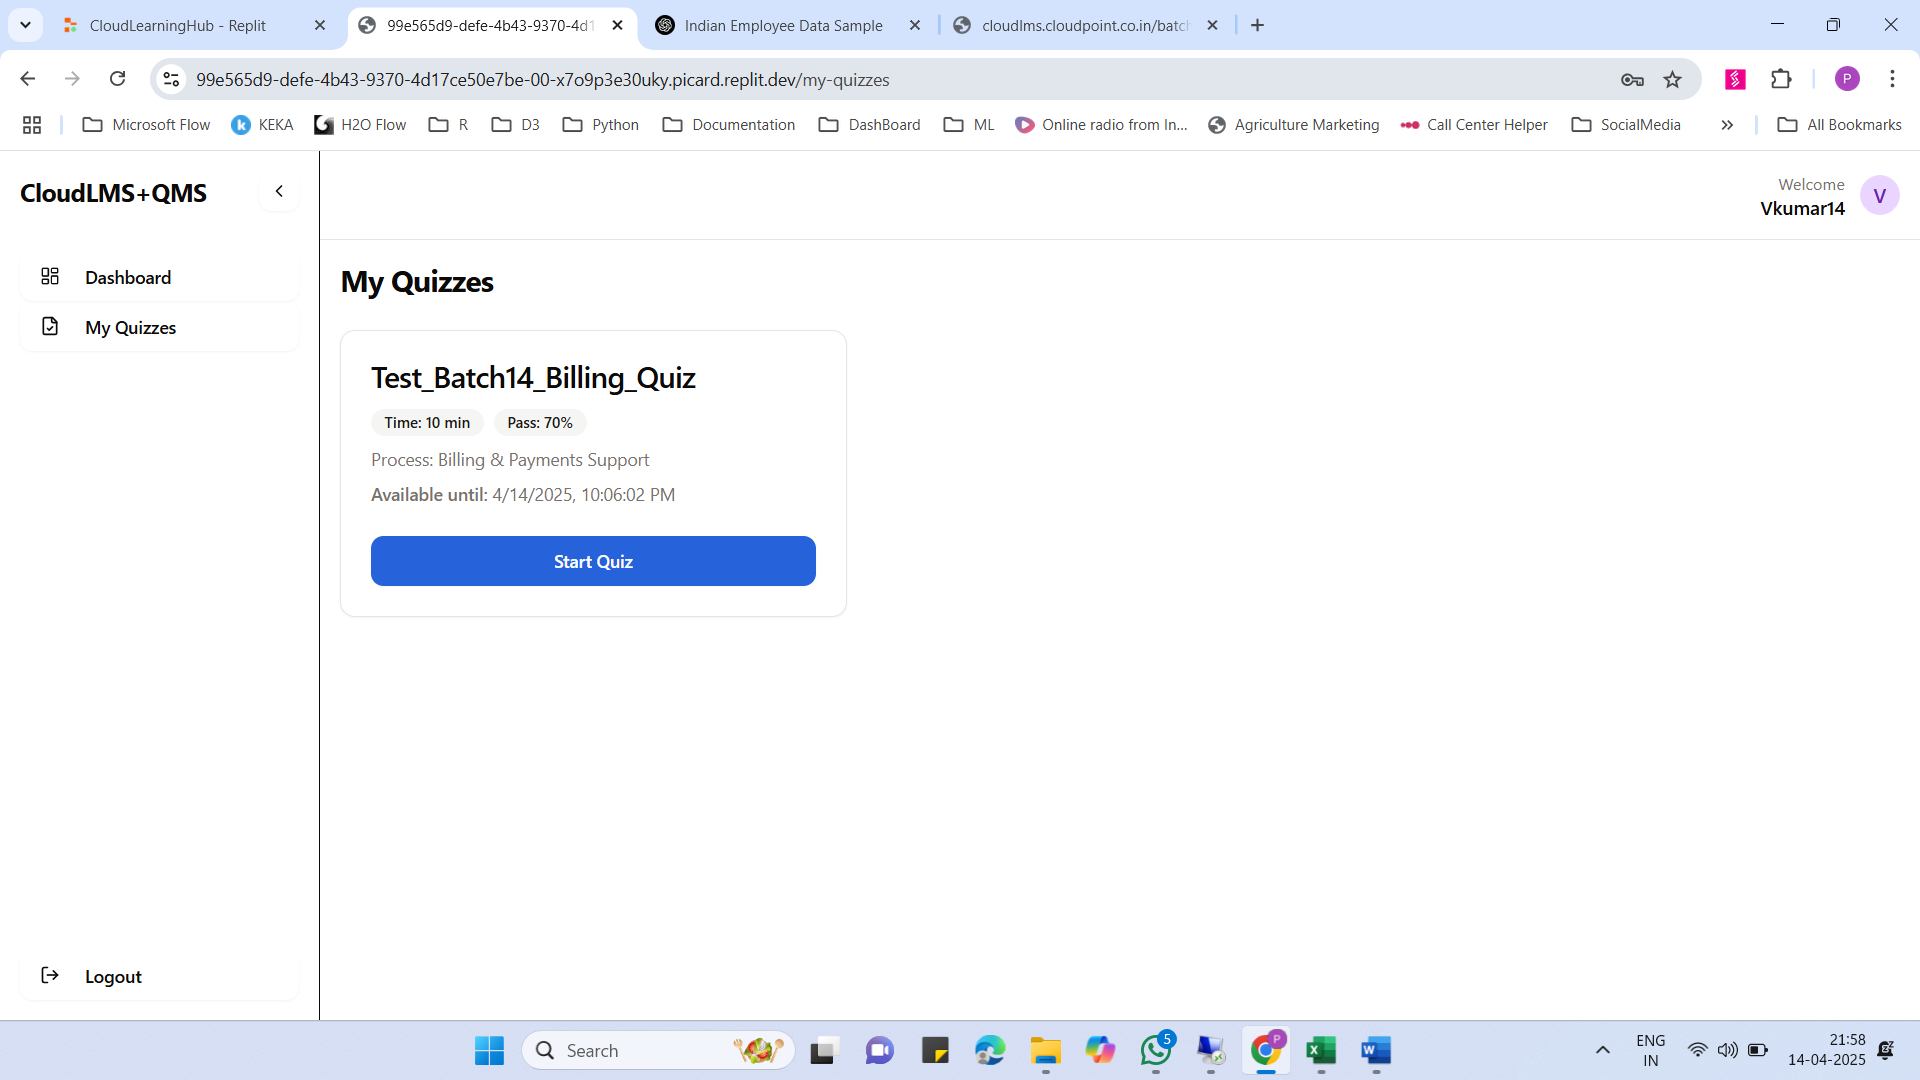 CloudLearningHub - Replit
99e565d9-defe-4b43-9370-4d1
Indian Employee Data Sample
cloudlms.cloudpoint.co.in/batch
99e565d9-defe-4b43-9370-4d17ce50e7be-00-x7o9p3e30uky.picard.replit.dev/my-quizzes
P
Microsoft Flow
KEKA
H2O Flow
R
D3
Python
Documentation
DashBoard
ML
Online radio from In...
Agriculture Marketing
Call Center Helper
SocialMedia
All Bookmarks
CloudLMS+QMS
Welcome
Vkumar14
V
Dashboard
My Quizzes
My Quizzes
Test_Batch14_Billing_Quiz
Time: 10 min
Pass: 70%
Process: Billing & Payments Support
Available until: 4/14/2025, 10:06:02 PM
Start Quiz
Logout
Search
5
P
ENG
IN
21:58
14-04-2025